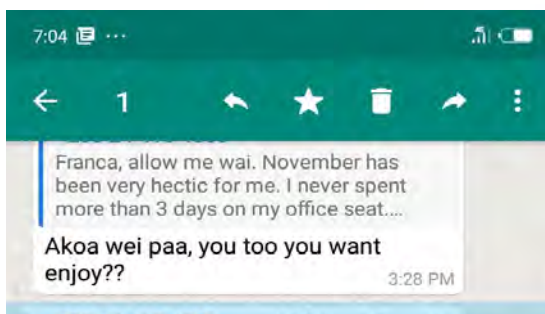 7:04 ...
1
Franca, allow me wai. November has
been very hectic for me. I never spent
more than 3 days on my office seat....
Akoa wei paa, you too you want
enjoy??
3:28 PM